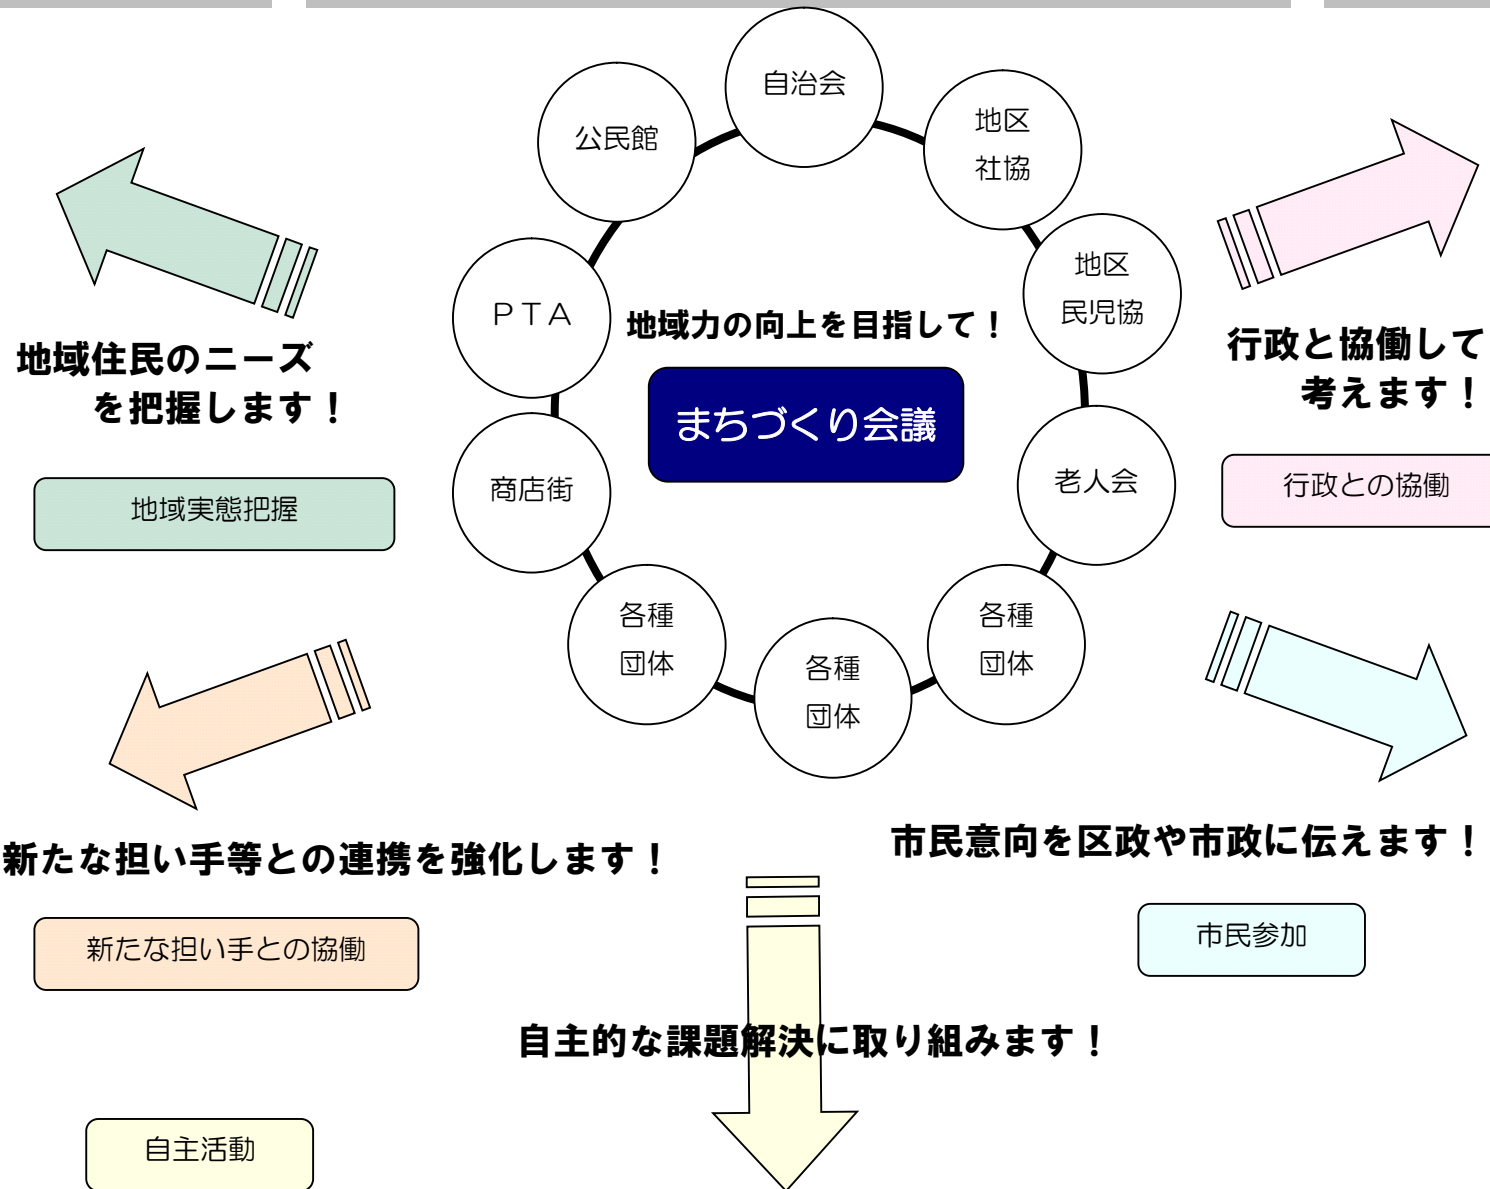 自治会
公民館
地区
社協
地区
民児協
ＰＴＡ
地域力の向上を目指して！
まちづくり会議
地域住民のニーズ
を把握します！
行政と協働して
考えます！
地域実態把握
商店街
老人会
行政との協働
各種
団体
各種
団体
各種
団体
新たな担い手等との連携を強化します！
市民意向を区政や市政に伝えます！
新たな担い手との協働
市民参加
自主的な課題解決に取り組みます！
自主活動